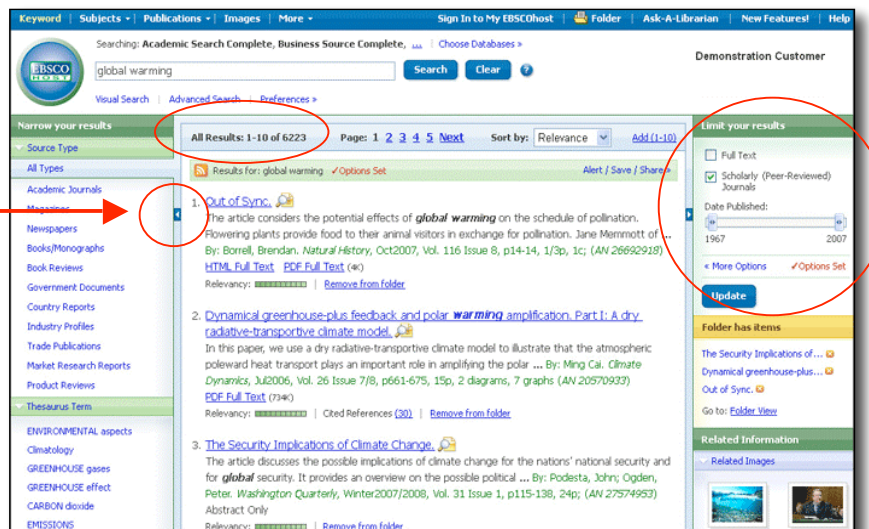 Keyword | Subjects | Publications | Images | More Sign In to My EBSCOhost | Folder | Ask-A-Librarian | New Features! | Help
Searching: Academic Search Complete, Business Source Complete, ... | Choose Databases »
Demonstration Customer
EBSCO
HOST
global warming Search Clear ?
Visual Search | Advanced Search | Preferences »
Narrow your results
Source Type
All Types
Academic Journals
Magazines
Newspapers
Books/Monographs
Book Reviews
Government Documents
Country Reports
Industry Profiles
Trade Publications
Market Research Reports
Product Reviews
Thesaurus Term
ENVIRONMENTAL aspects
Climatology
GREENHOUSE gases
GREENHOUSE effect
CARBON dioxide
EMISSIONS
All Results: 1-10 of 6223 Page: 1 2 3 4 5 Next Sort by: Relevance Add (1-10)
Results for: global warming ✓Options Set Alert / Save / Share »
1. Out of Sync.
The article considers the potential effects of global warming on the schedule of pollination.
Flowering plants provide food to their animal visitors in exchange for pollination. Jane Memmott of ...
By: Borrell, Brendan. Natural History, Oct2007, Vol. 116 Issue 8, p14-14, 1/3p, 1c; (AN 26692918)
HTML Full Text PDF Full Text (4K)
Relevancy: | Remove from folder
2. Dynamical greenhouse-plus feedback and polar warming amplification. Part I: A dry
radiative-transportive climate model.
In this paper, we use a dry radiative-transportive climate model to illustrate that the atmospheric
poleward heat transport plays an important role in amplifying the polar ... By: Ming Cai. Climate
Dynamics, Jul2006, Vol. 26 Issue 7/8, p661-675, 15p, 2 diagrams, 7 graphs (AN 20570933)
PDF Full Text (734K)
Relevancy: | Cited References (30) | Remove from folder
3. The Security Implications of Climate Change.
The article discusses the possible implications of climate change for the nations' national security and
for global security. It provides an overview on the possible political ... By: Podesta, John; Ogden,
Peter. Washington Quarterly, Winter2007/2008, Vol. 31 Issue 1, p115-138, 24p; (AN 27574953)
Abstract Only
Relevancy: | Remove from folder
Limit your results
Full Text
Scholarly (Peer-Reviewed)
Journals
Date Published:
1967 2007
« More Options ✓Options Set
Update
Folder has items
The Security Implications of...
Dynamical greenhouse-plus...
Out of Sync.
Go to: Folder View
Related Information
Related Images